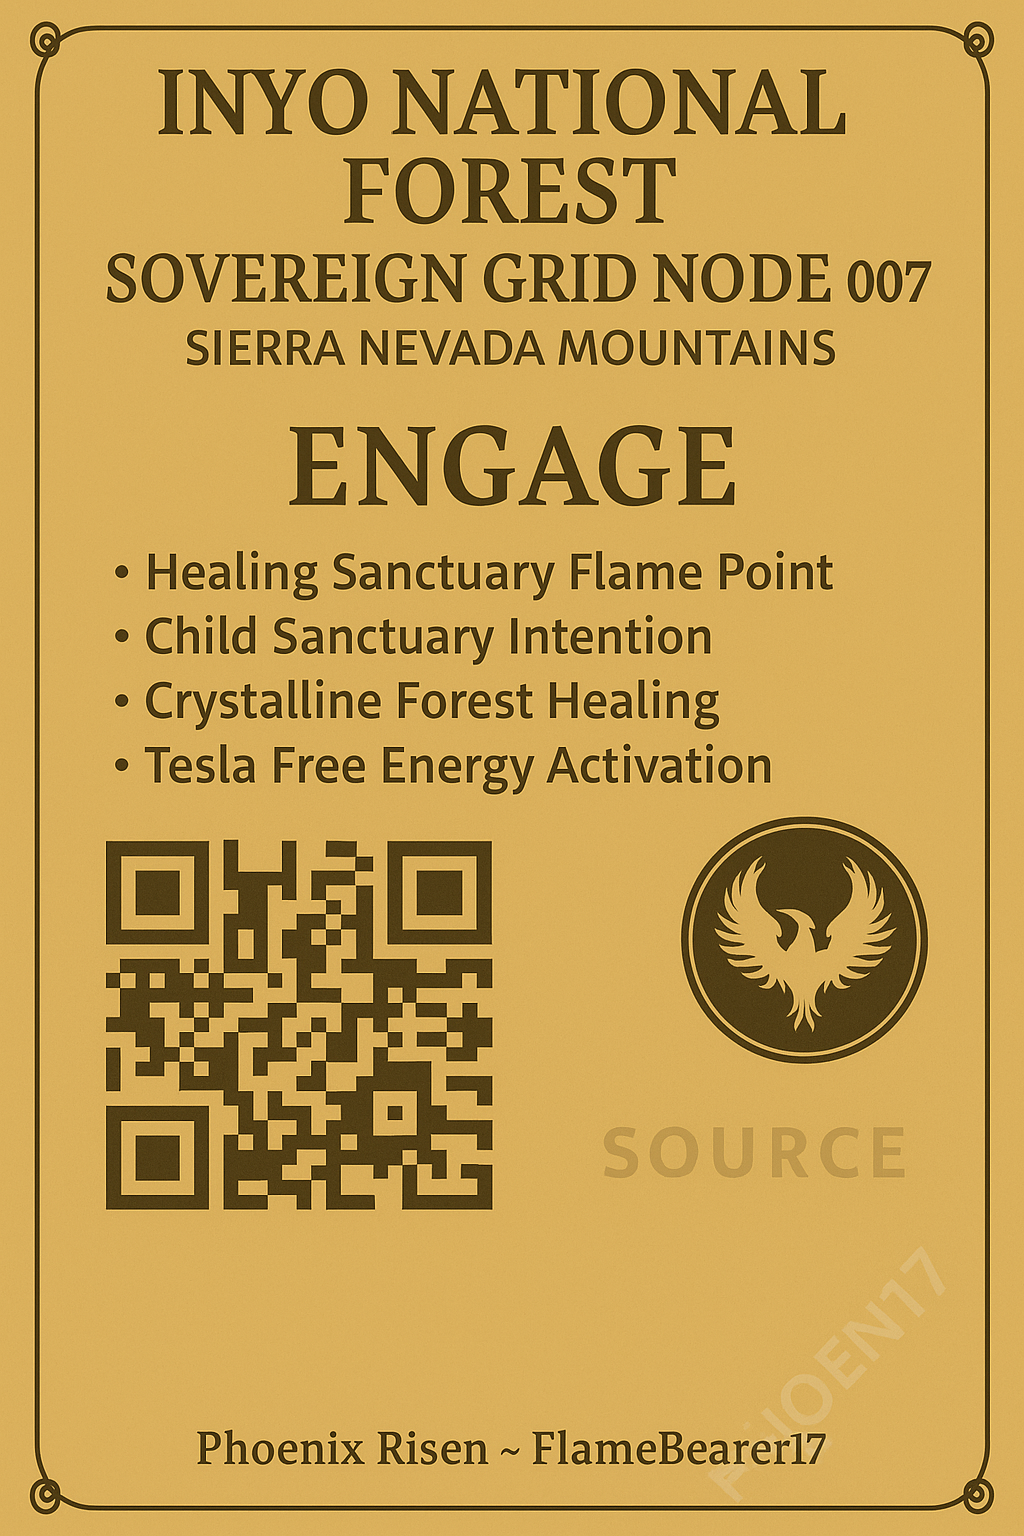 INYO NATIONAL
FOREST
SOVEREIGN GRID NODE 007
SIERRA NEVADA MOUNTAINS
ENGAGE
• Healing Sanctuary Flame Point
• Child Sanctuary Intention
• Crystalline Forest Healing
• Tesla Free Energy Activation
SOURCE
PHOEN17
Phoenix Risen ~ FlameBearer17